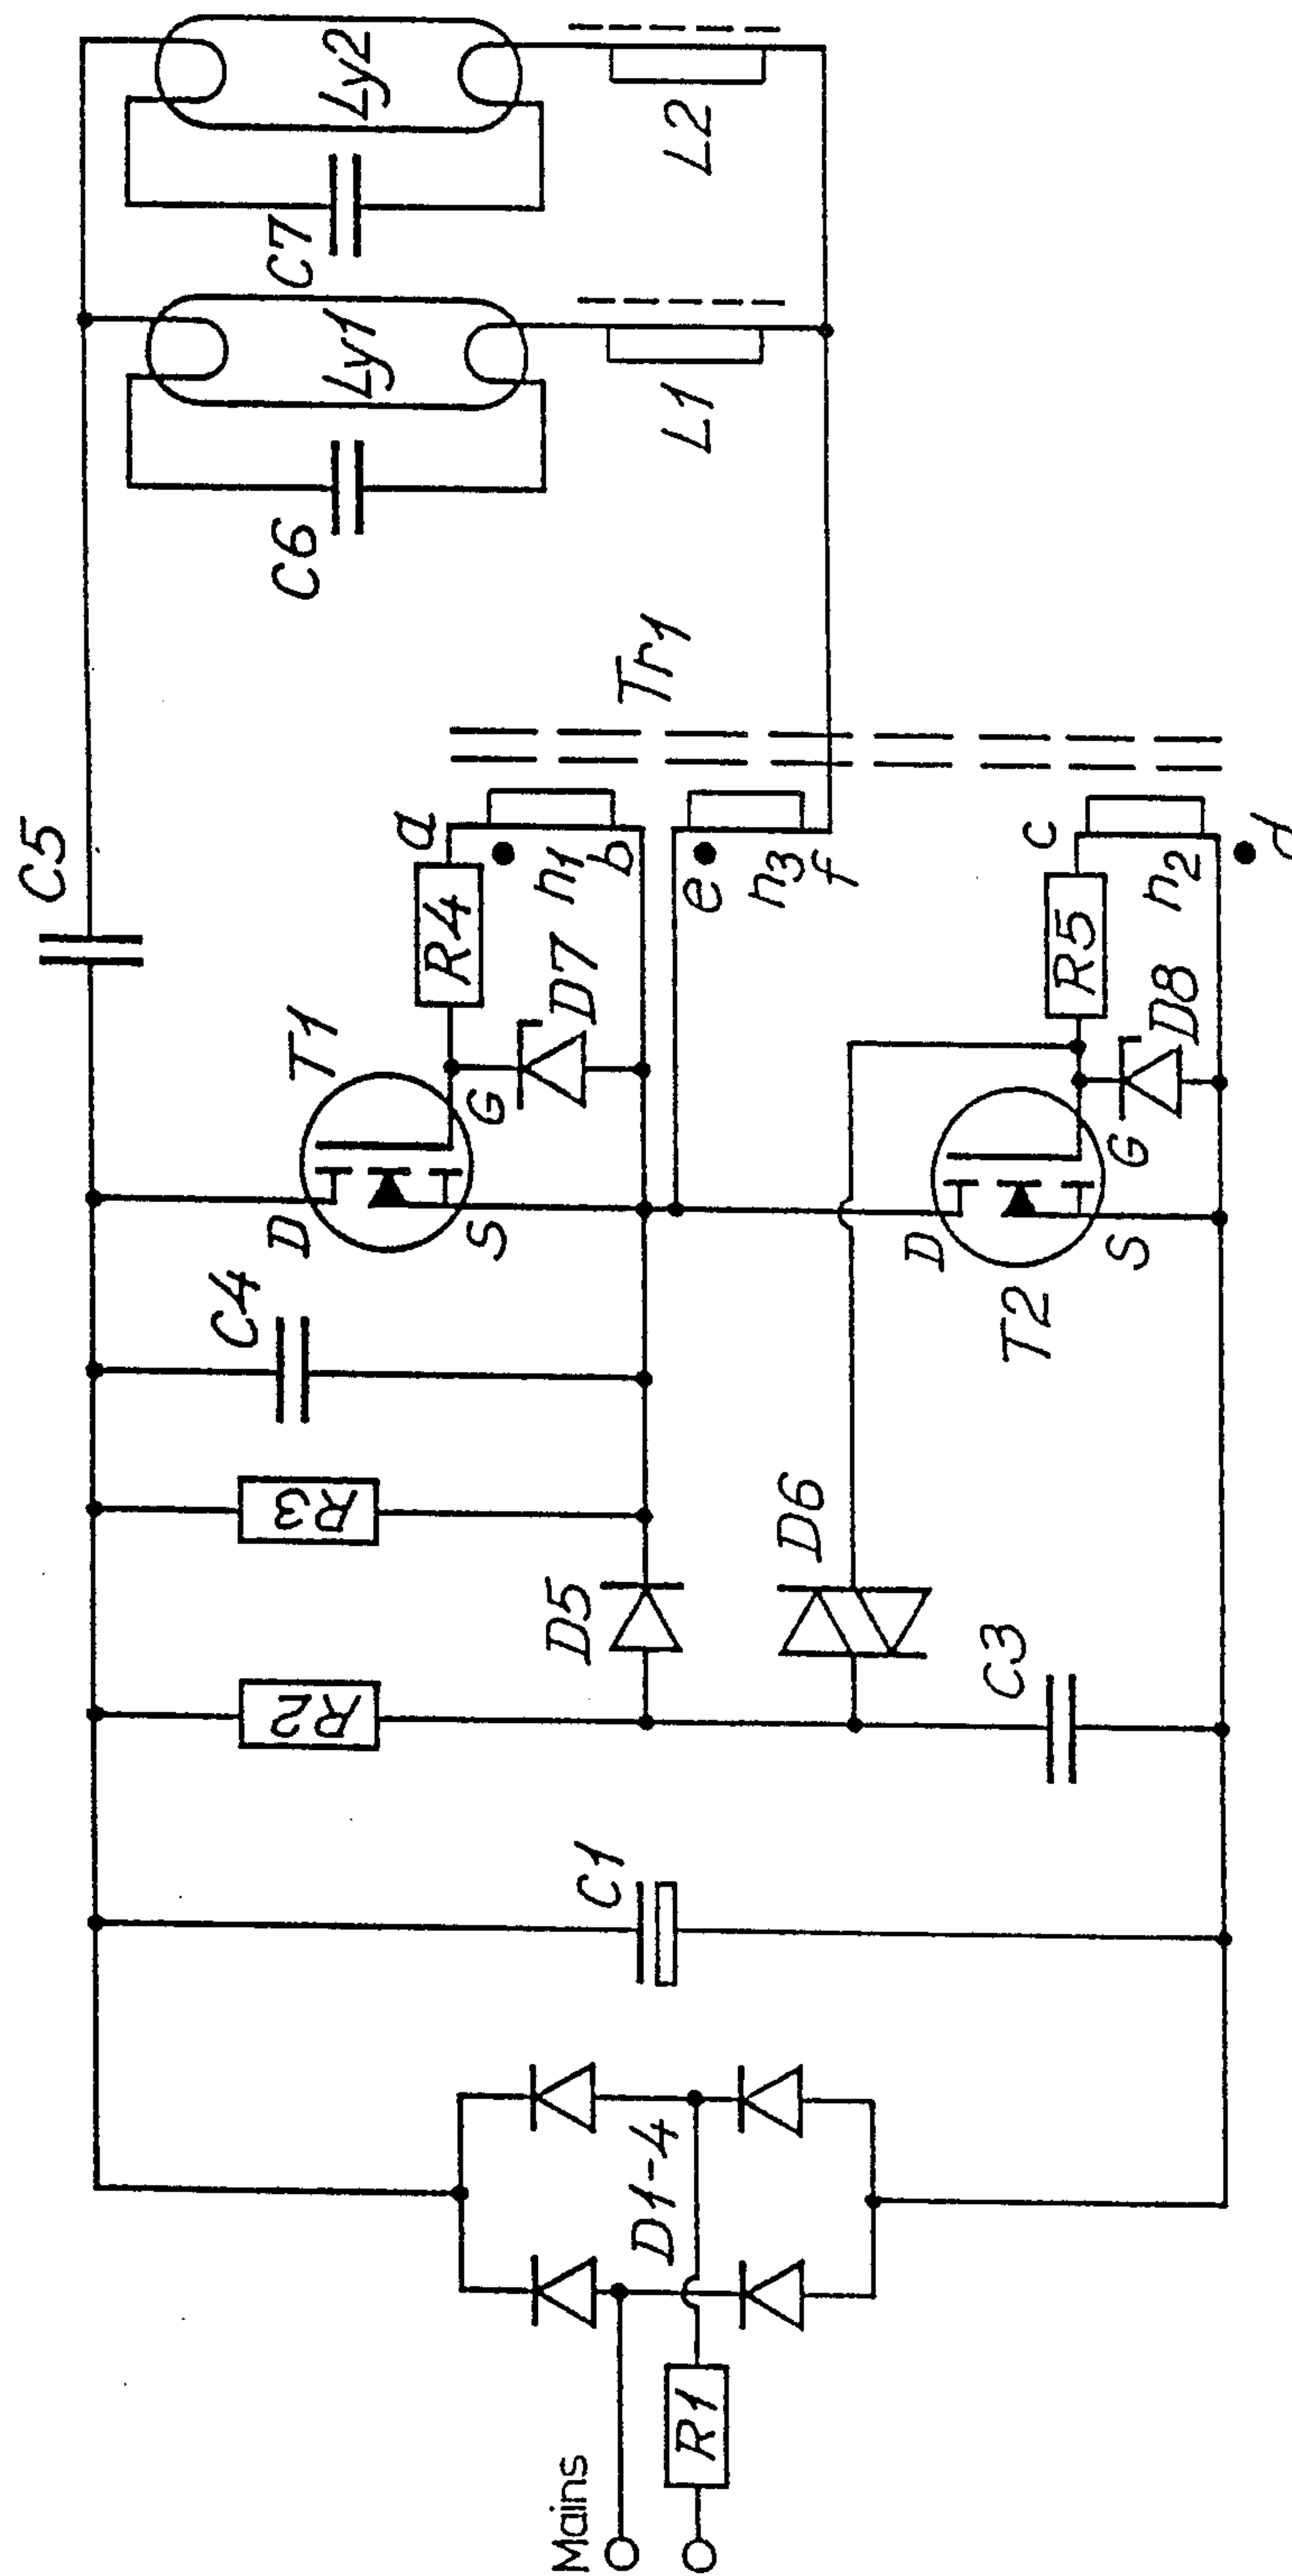 Mains
R1
D1-4
C1
R2
R3
D5
D6
C3
C4
D
S
T1
G
D7
R4
a
n1
b
e
n3
f
Tr1
D
S
T2
G
D8
R5
c
n2
d
C5
C6
Ly1
L1
C7
Ly2
L2